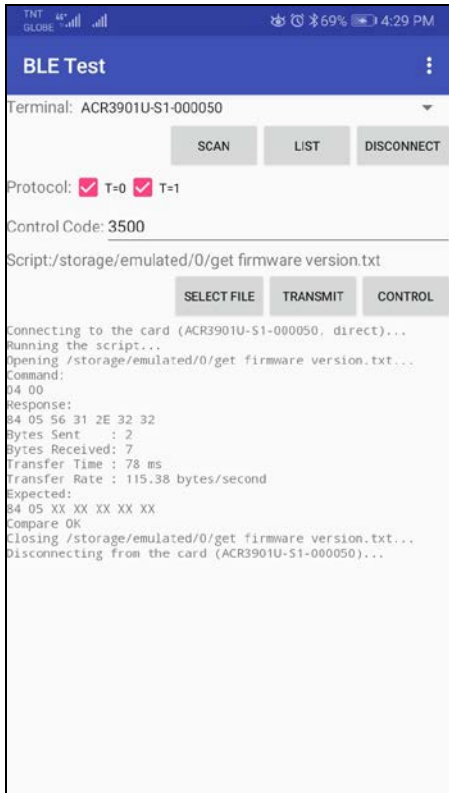 TNT
GLOBE
69% 4:29 PM
BLE Test
Terminal: ACR3901U-S1-000050
SCAN LIST DISCONNECT
Protocol: T=0 T=1
Control Code: 3500
Script:/storage/emulated/0/get firmware version.txt
SELECT FILE TRANSMIT CONTROL
Connecting to the card (ACR3901U-S1-000050, direct)...
Running the script...
Opening /storage/emulated/0/get firmware version.txt...
Command:
04 00
Response:
84 05 56 31 2E 32 32
Bytes Sent : 2
Bytes Received: 7
Transfer Time : 78 ms
Transfer Rate : 115.38 bytes/second
Expected:
84 05 XX XX XX XX XX
Compare OK
Closing /storage/emulated/0/get firmware version.txt...
Disconnecting from the card (ACR3901U-S1-000050)...